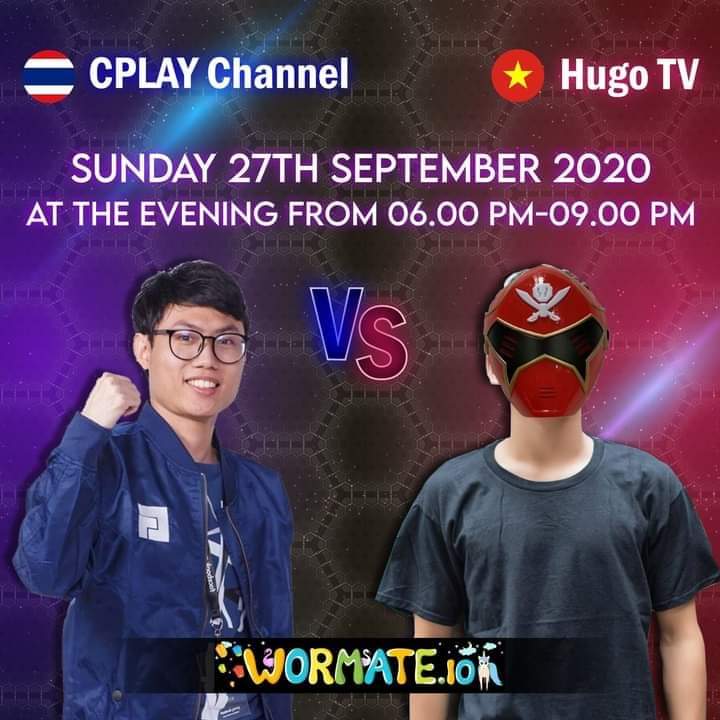 CPLAY Channel
Hugo TV
SUNDAY 27TH SEPTEMBER 2020
AT THE EVENING FROM 06.00 PM-09.00 PM
VS
WORMATE.io